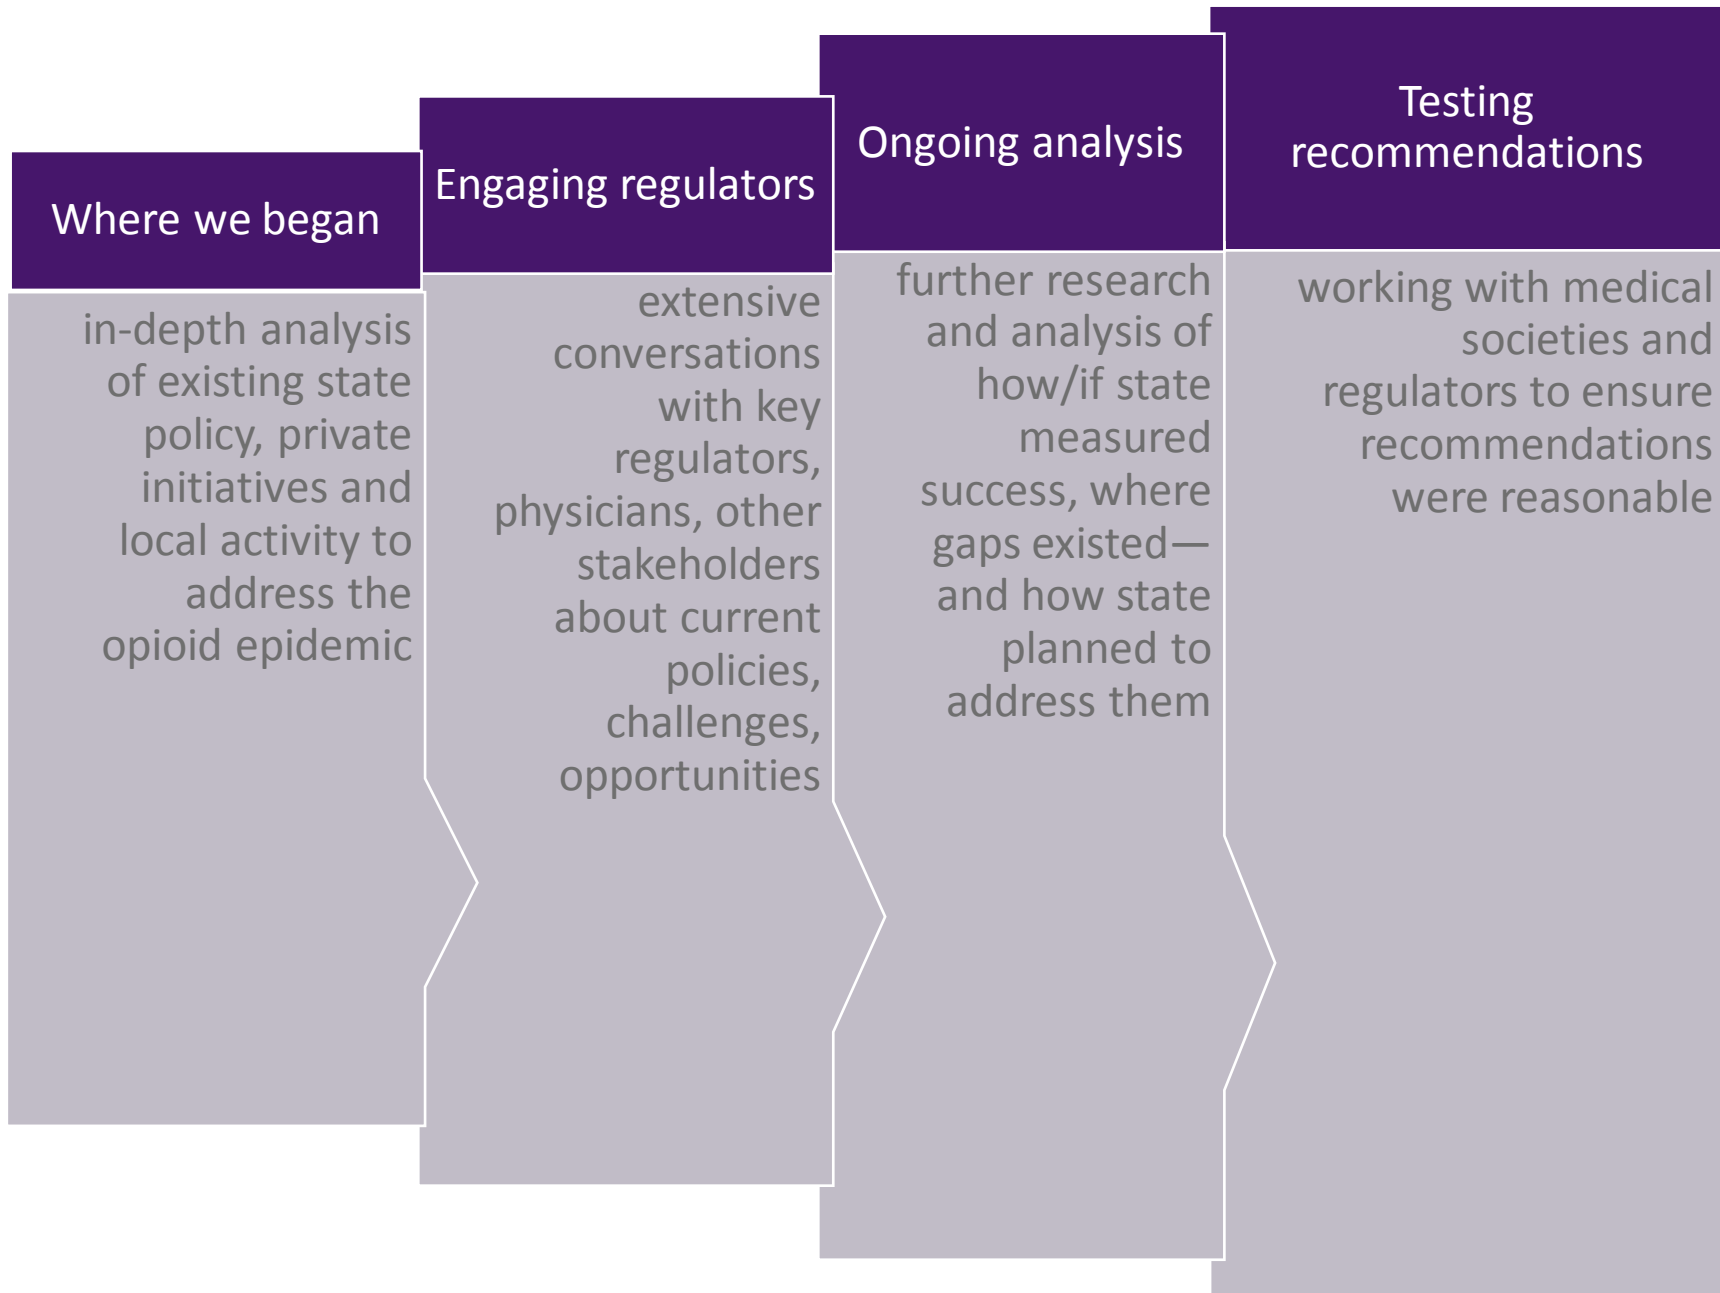 Where we began
in-depth analysis
of existing state
policy, private
initiatives and
local activity to
address the
opioid epidemic
Engaging regulators
extensive
conversations
with key
regulators,
physicians, other
stakeholders
about current
policies,
challenges,
opportunities
Ongoing analysis
further research
and analysis of
how/if state
measured
success, where
gaps existed—
and how state
planned to
address them
Testing
recommendations
working with medical
societies and
regulators to ensure
recommendations
were reasonable